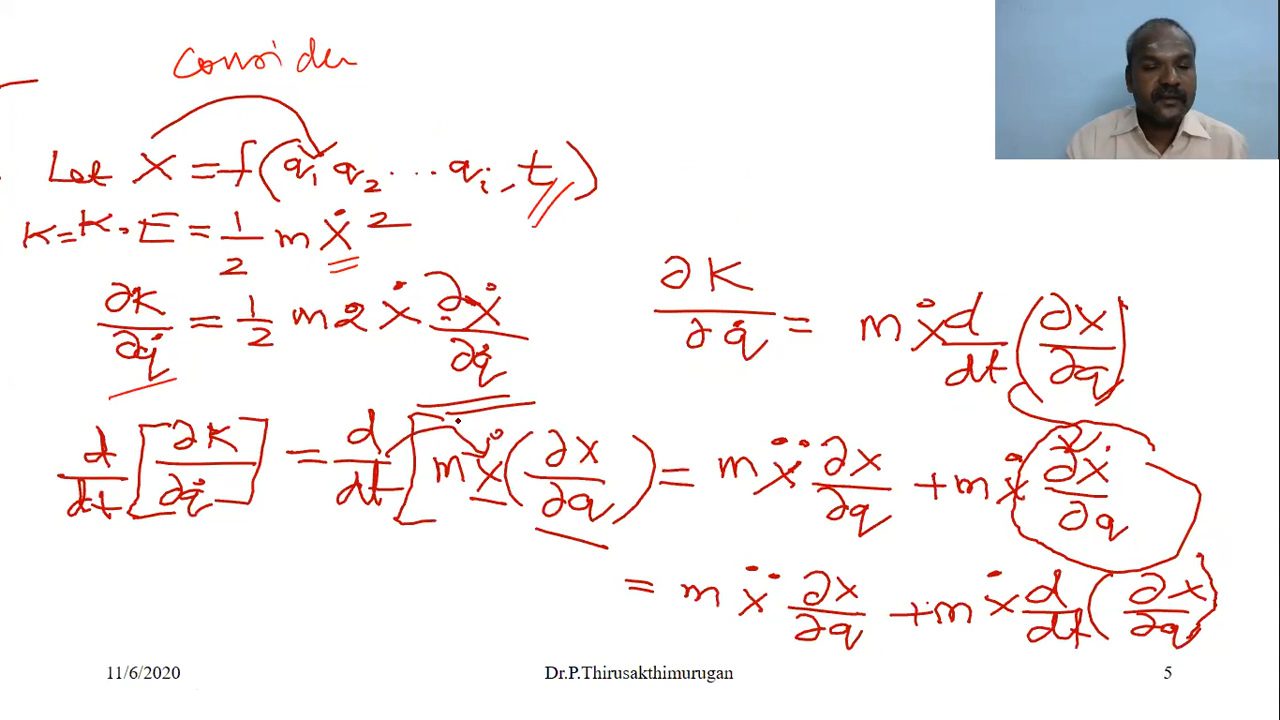 Consider
Let X = f(q₁ q₂ ... qᵢ, t)
K = K.E = 1/2 m Ẋ²
∂K/∂q̇ = 1/2 m 2 Ẋ ∂Ẋ/∂q̇
∂K/∂q̇ = m Ẋ d/dt (∂X/∂q)
d/dt [∂K/∂q̇] = d/dt [m Ẋ (∂X/∂q) = m Ẍ ∂X/∂q + m Ẋ ∂Ẋ/∂q
= m Ẍ ∂X/∂q + m Ẋ d/dt (∂X/∂q)
11/6/2020 Dr.P.Thirusakthimurugan 5